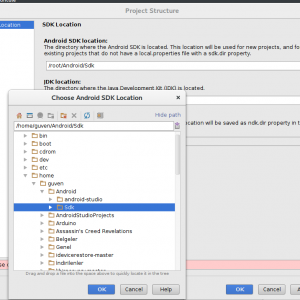 Project Structure
Location
SDK Location
Android SDK location:
The directory where the Android SDK is located. This location will be used for new projects, and for
existing projects that do not have a local.properties file with a sdk.dir property.
/root/Android/Sdk
JDK location:
The directory where the Java Development Kit (JDK) is located.
Choose Android SDK Location
Hide path
/home/guven/Android/Sdk
location will be saved as ndk.dir property in the
bin
boot
cdrom
dev
etc
home
guven
Android
android-studio
Sdk
AndroidStudioProjects
Arduino
Assassin's Creed Revelations
Belgeler
Genel
idevicerestore-master
İndirilenler
Drag and drop a file into the space above to quickly locate it in the tree
OK
Cancel
Help
OK
Cancel